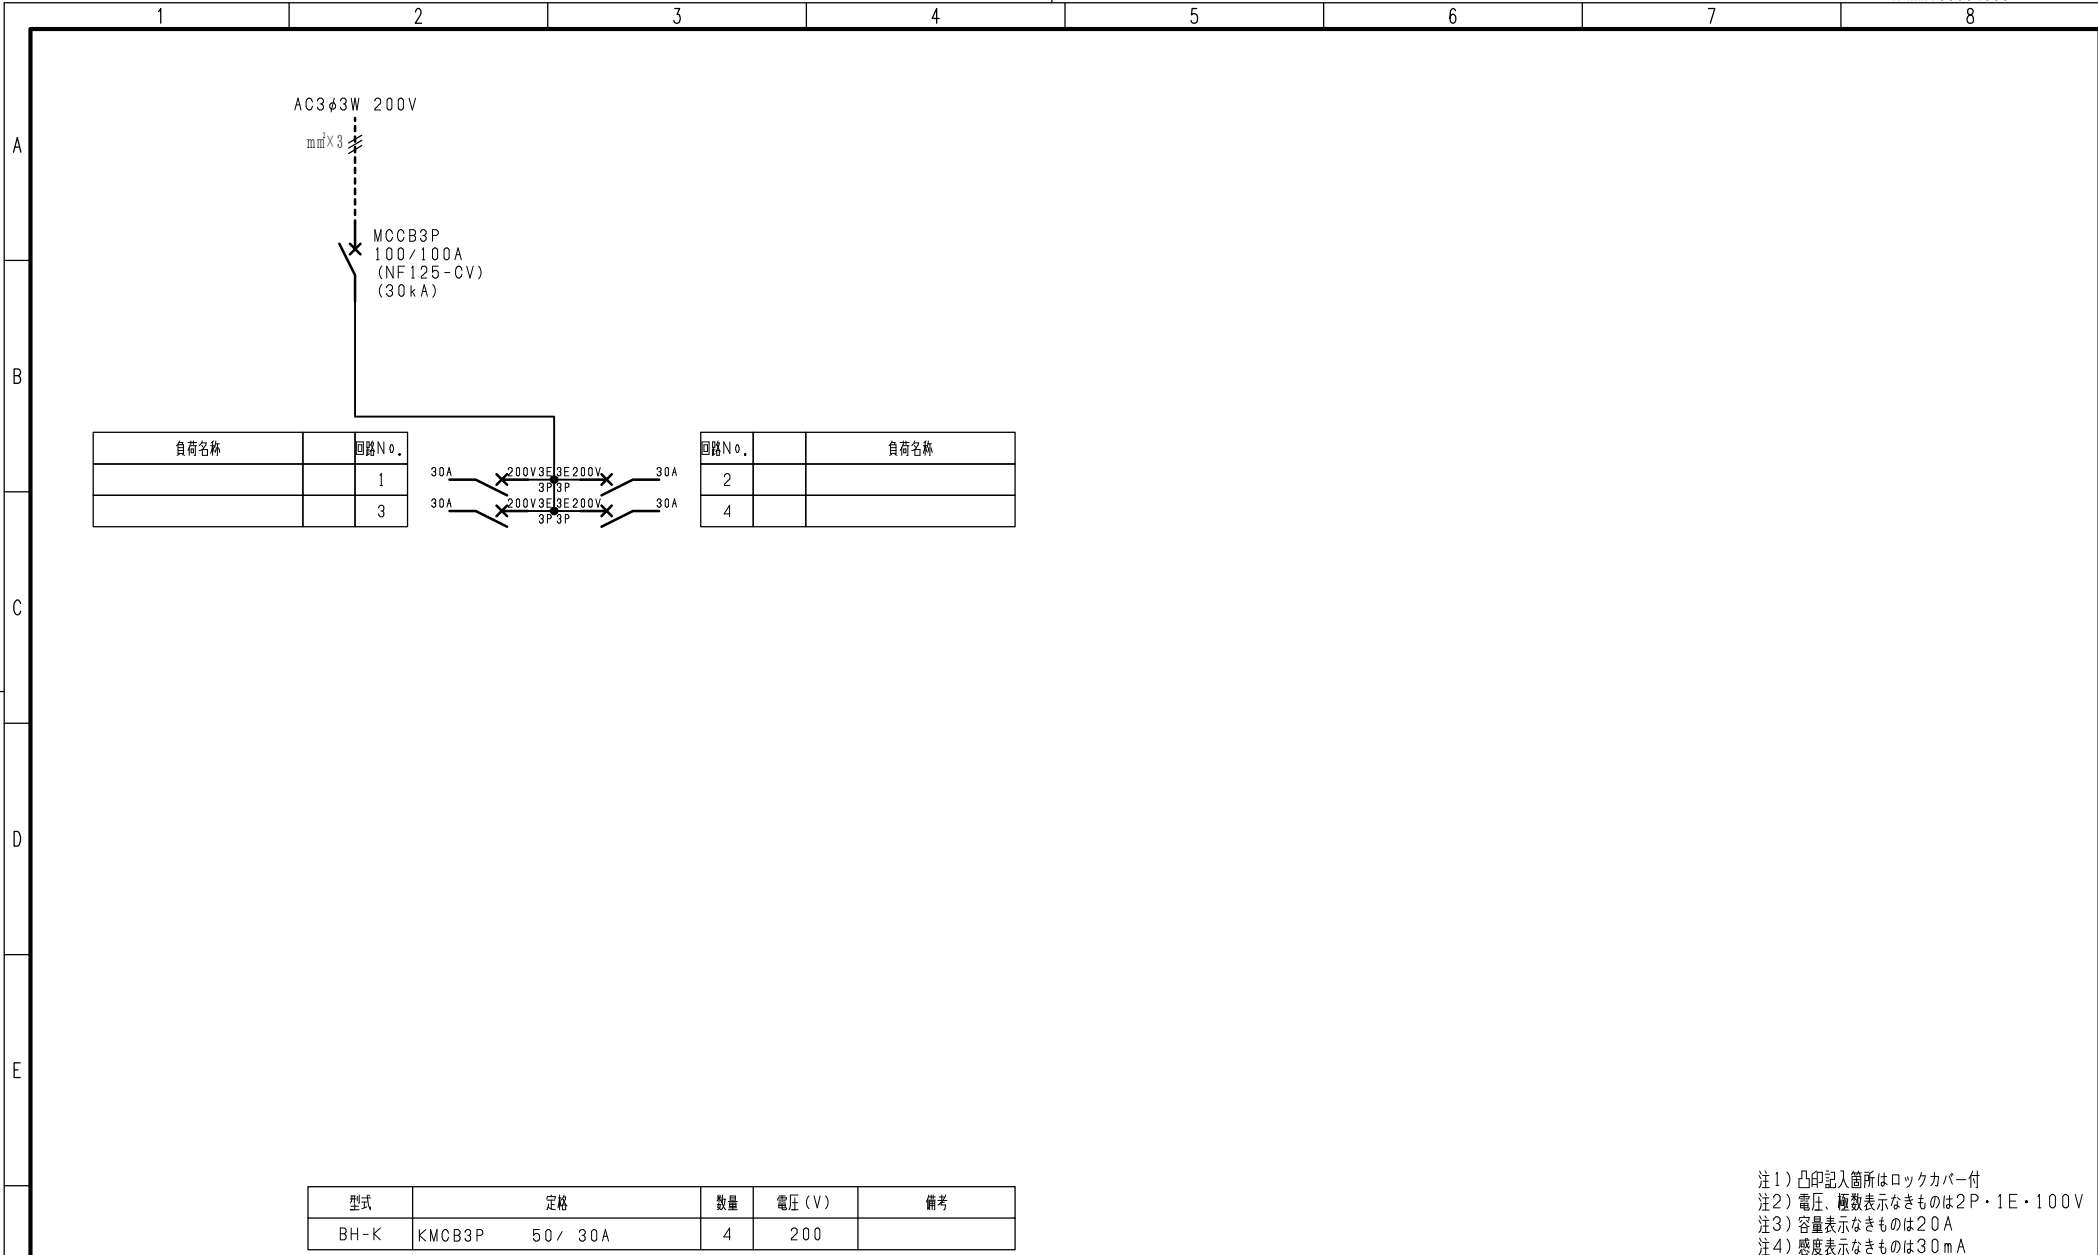 1 2 3 4 5 6 7 8
A
B
C
D
E
AC3φ3W 200V
mm²×3
MCCB3P
100/100A
(NF125-CV)
(30kA)
負荷名称 回路No.
1
3
30A 200V3E 3E200V 30A
3P 3P
30A 200V3E 3E200V 30A
3P 3P
回路No. 負荷名称
2
4
型式 定格 数量 電圧(V) 備考
BH-K KMCB3P 50/ 30A 4 200
注1)凸印記入箇所はロックカバー付
注2)電圧、極数表示なきものは2P・1E・100V
注3)容量表示なきものは20A
注4)感度表示なきものは30mA